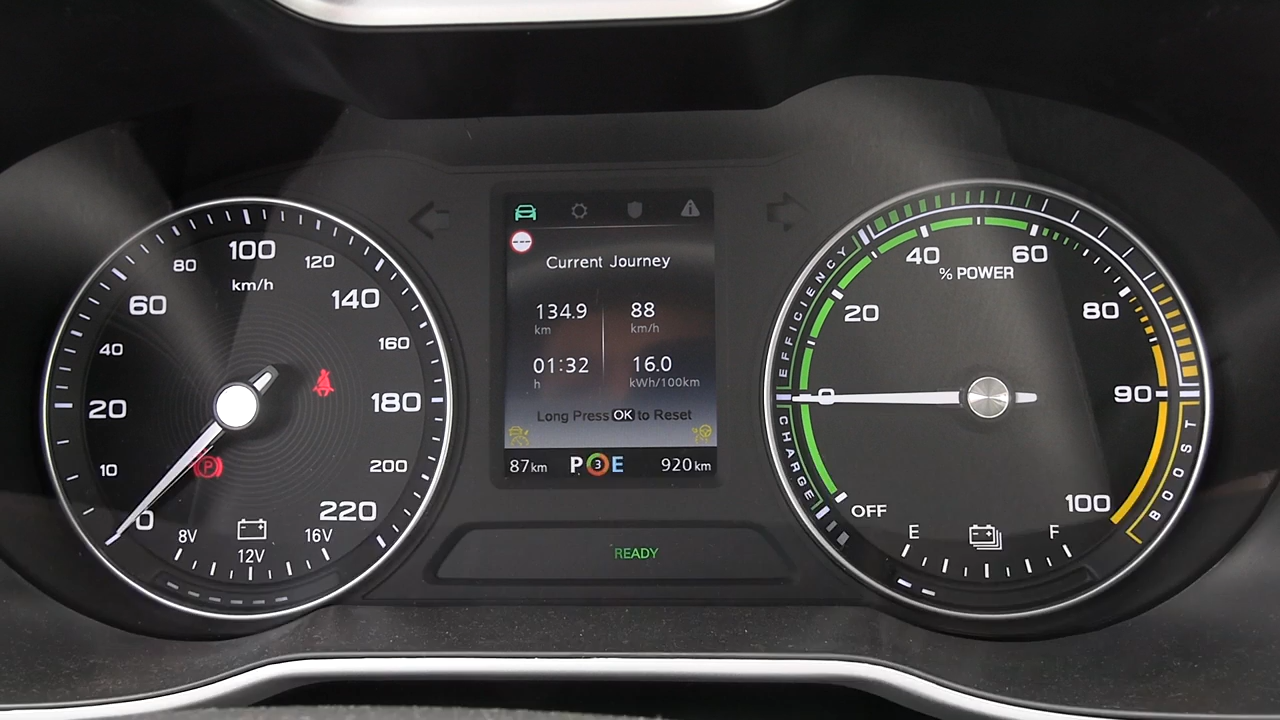 0
10
20
40
60
80
100
120
140
160
180
200
220
km/h
8V
12V
16V
Current Journey
134.9 88
km km/h
01:32 16.0
h kWh/100km
Long Press OK to Reset
87km P 3 E 920km
READY
P
OFF
0
20
40
60
80
90
100
% POWER
CHARGE
EFFICIENCY
BOOST
E F